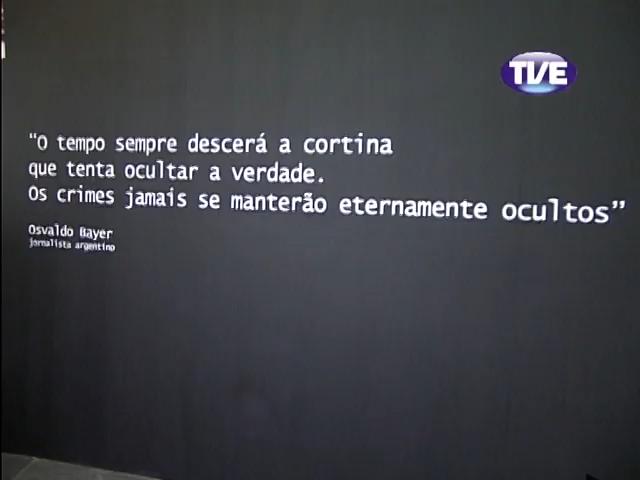 TVE
"O tempo sempre descerá a cortina
que tenta ocultar a verdade.
Os crimes jamais se manterão eternamente ocultos”
Osvaldo Bayer
jornalista argentino